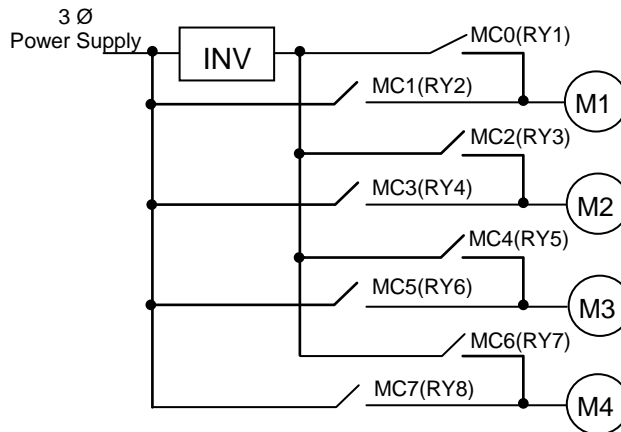 3 Ø
Power Supply
INV
MC0(RY1)
MC1(RY2)
M1
MC2(RY3)
MC3(RY4)
M2
MC4(RY5)
MC5(RY6)
M3
MC6(RY7)
MC7(RY8)
M4